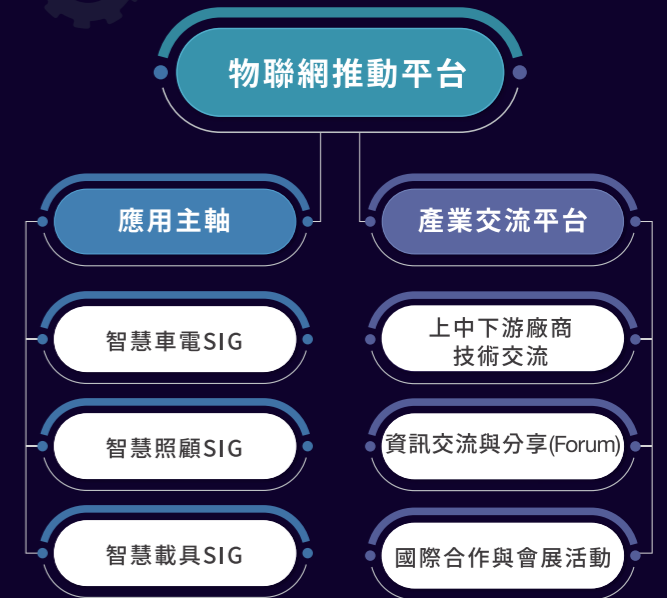 物聯網推動平台
應用主軸
智慧車電SIG
智慧照顧SIG
智慧載具SIG
產業交流平台
上中下游廠商
技術交流
資訊交流與分享(Forum)
國際合作與會展活動